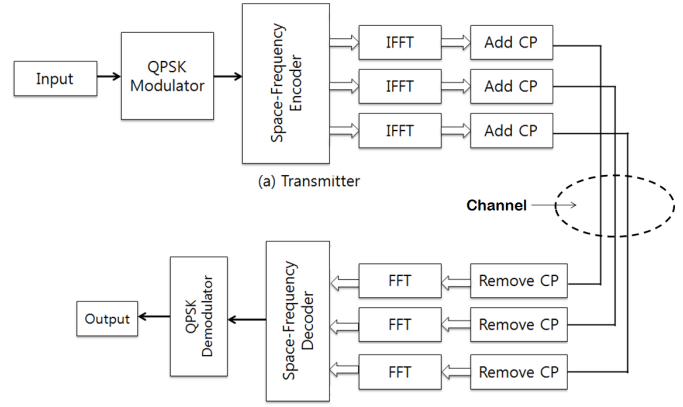 Input
QPSK
Modulator
Space-Frequency
Encoder
IFFT
Add CP
IFFT
Add CP
IFFT
Add CP
(a) Transmitter
Channel
Output
QPSK
Demodulator
Space-Frequency
Decoder
FFT
Remove CP
FFT
Remove CP
FFT
Remove CP